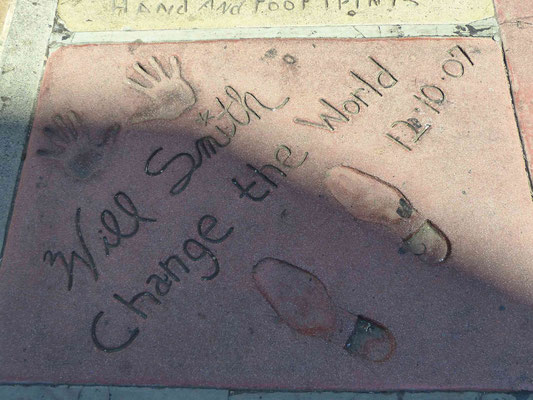 HAND AND FOOTPRINTS
Will Smith
Change the World
12.10.07